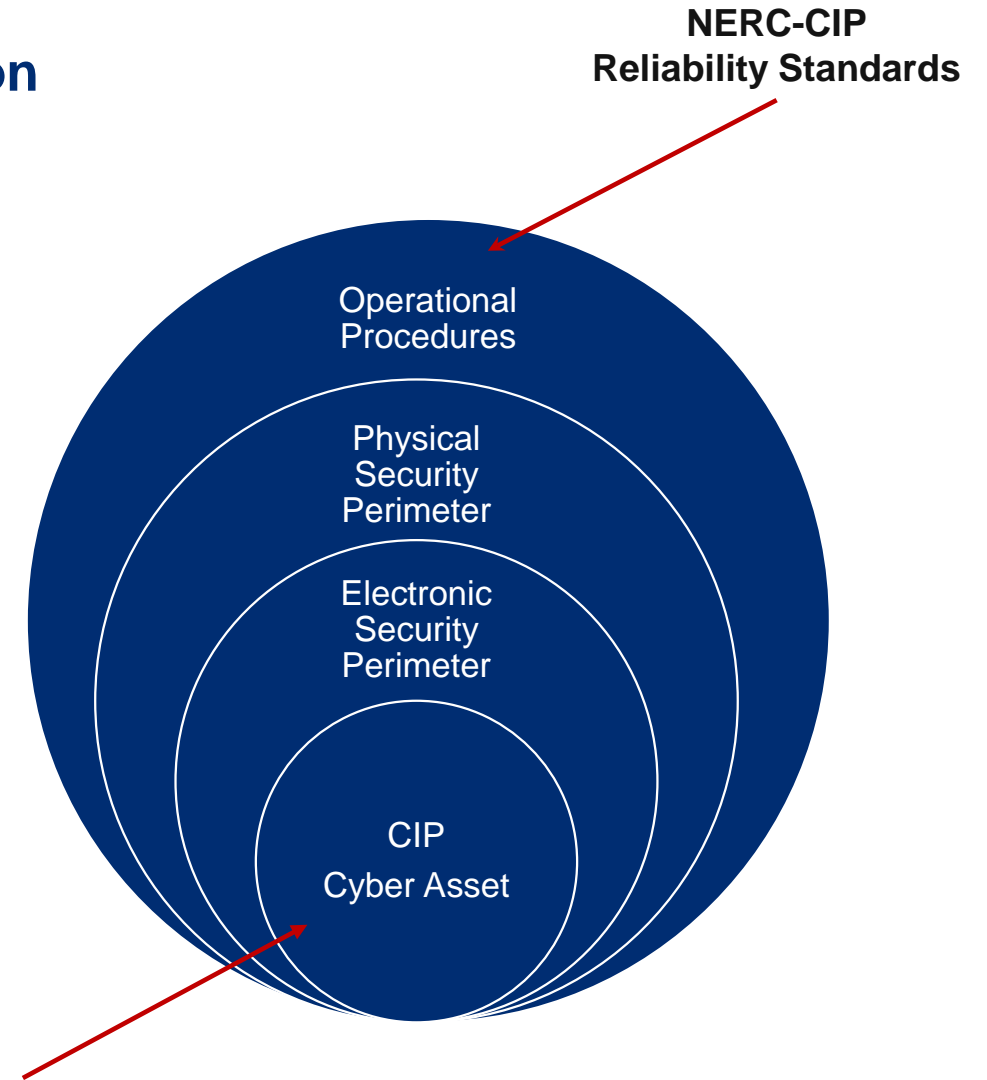 NERC-CIP
Reliability Standards
on
Operational
Procedures
Physical
Security
Perimeter
Electronic
Security
Perimeter
CIP
Cyber Asset